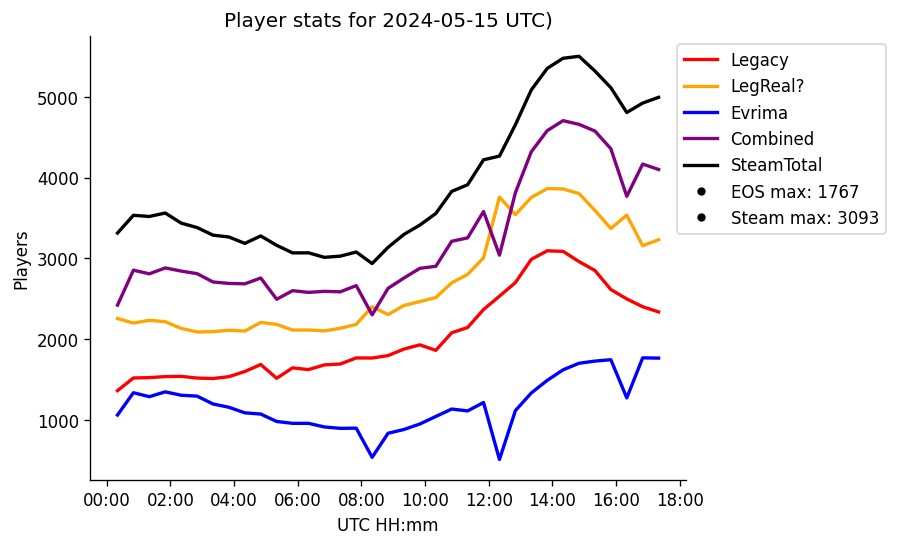 Player stats for 2024-05-15 UTC)
Players
5000
4000
3000
2000
1000
00:00 02:00 04:00 06:00 08:00 10:00 12:00 14:00 16:00 18:00
UTC HH:mm
Legacy
LegReal?
Evrima
Combined
SteamTotal
EOS max: 1767
Steam max: 3093